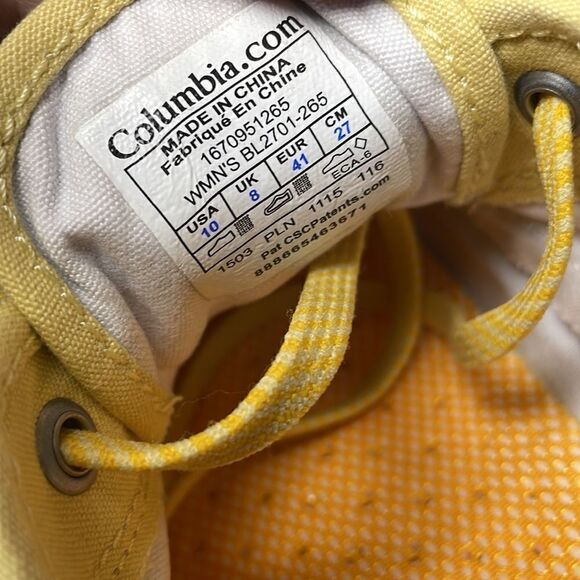 Columbia.com
MADE IN CHINA
Fabriqué En Chine
1670951265
WMN'S BL2701-265
USA UK EUR CM
10 8 41 27
ECA-6
1503 PLN 1115 116
Pat CSCPatents.com
888665463671